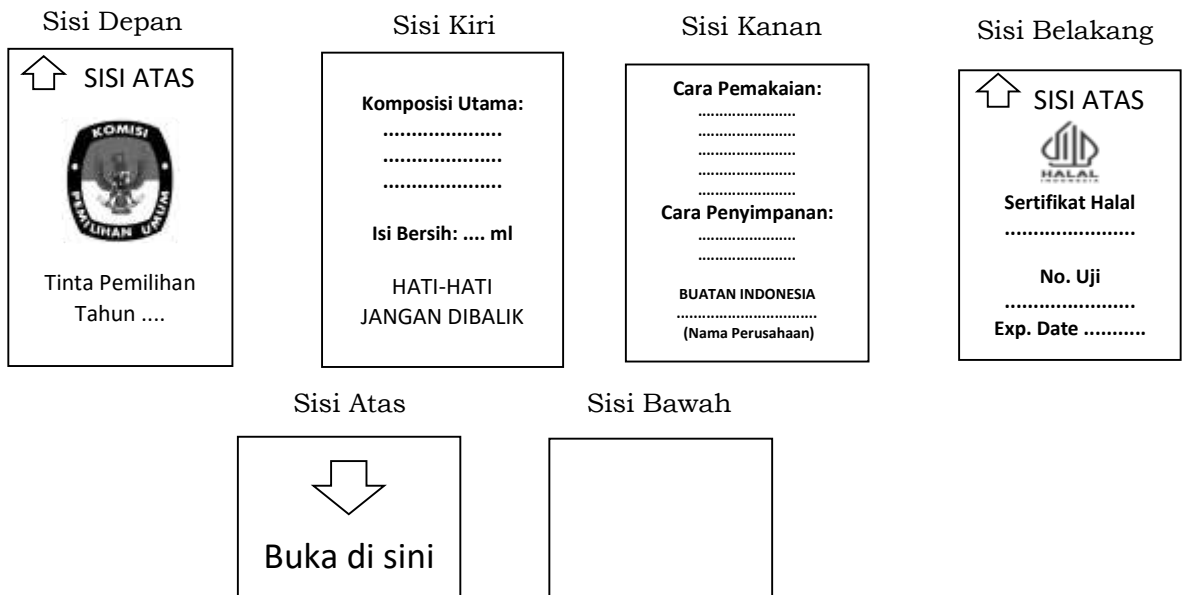 Sisi Depan
SISI ATAS
KOMISI
PEMILIHAN UMUM
Tinta Pemilihan
Tahun ....
Sisi Kiri
Komposisi Utama:
.....................
.....................
.....................
Isi Bersih: .... ml
HATI-HATI
JANGAN DIBALIK
Sisi Kanan
Cara Pemakaian:
.......................
.......................
.......................
.......................
.......................
Cara Penyimpanan:
.......................
.......................
BUATAN INDONESIA
.................................
(Nama Perusahaan)
Sisi Belakang
SISI ATAS
HALAL
INDONESIA
Sertifikat Halal
.......................
No. Uji
.......................
Exp. Date ...........
Sisi Atas
Buka di sini
Sisi Bawah